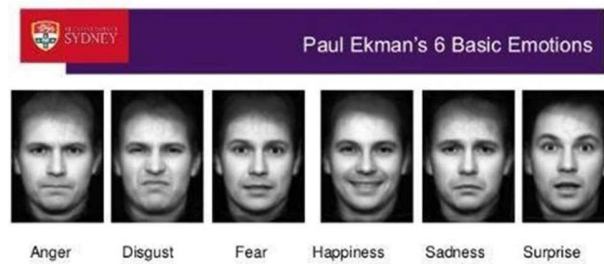 SYDNEY
Paul Ekman's 6 Basic Emotions
Anger Disgust Fear Happiness Sadness Surprise